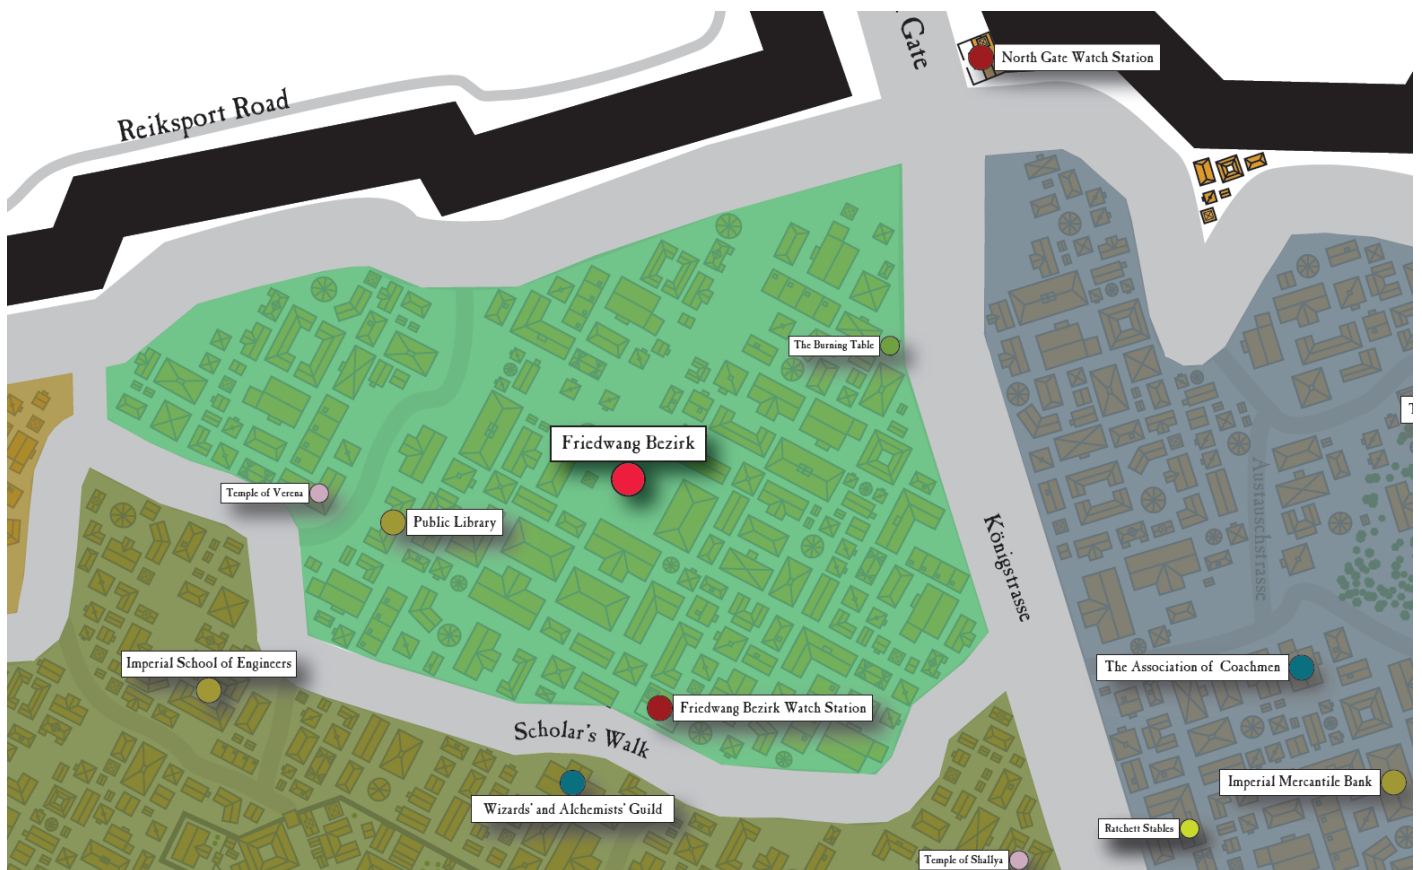 Gate
North Gate Watch Station
Reiksport Road
The Burning Table
Friedwang Bezirk
Temple of Verena
Public Library
Königstrasse
Austauschstrasse
Imperial School of Engineers
The Association of Coachmen
Friedwang Bezirk Watch Station
Scholar's Walk
Imperial Mercantile Bank
Wizards' and Alchemists' Guild
Ratchett Stables
Temple of Shallya